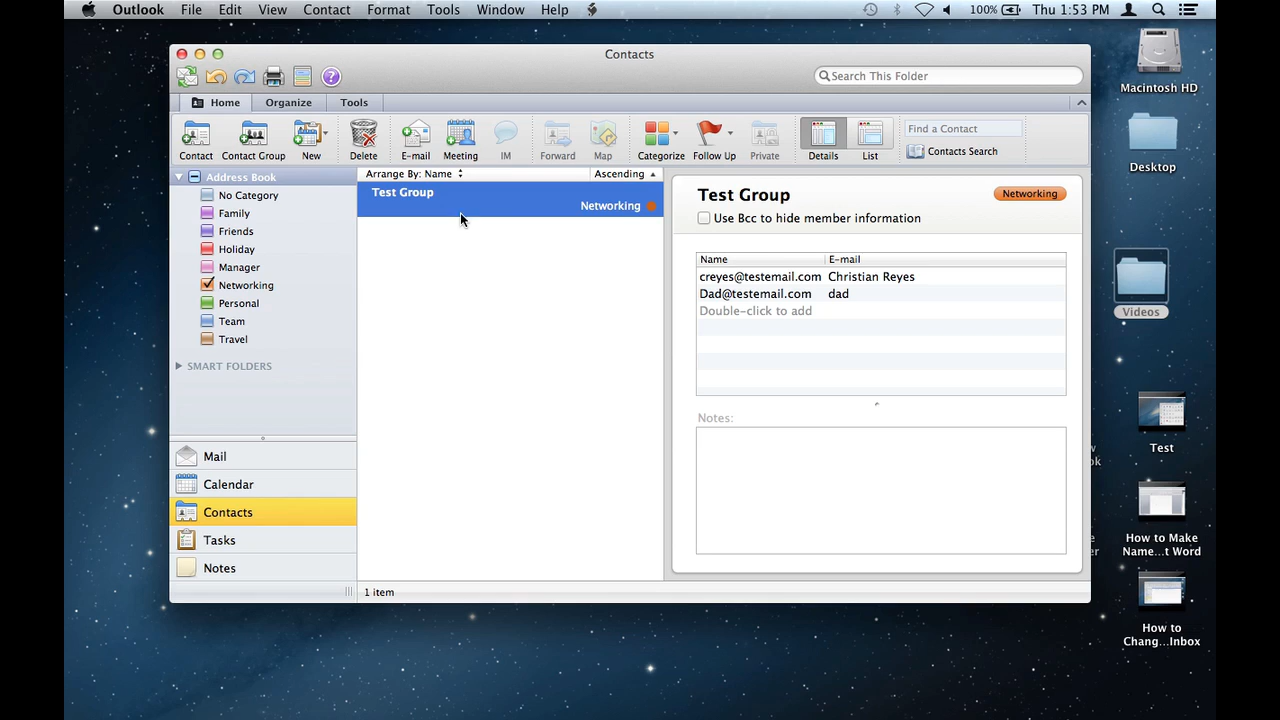 Outlook File Edit View Contact Format Tools Window Help 100% Thu 1:53 PM
Contacts
Search This Folder
Home Organize Tools
Contact Contact Group New Delete E-mail Meeting IM Forward Map Categorize Follow Up Private Details List
Find a Contact
Contacts Search
Address Book
No Category
Family
Friends
Holiday
Manager
Networking
Personal
Team
Travel
SMART FOLDERS
Mail
Calendar
Contacts
Tasks
Notes
Arrange By: Name Ascending
Test Group
Networking
1 item
Test Group Networking
Use Bcc to hide member information
Name E-mail
creyes@testemail.com Christian Reyes
Dad@testemail.com dad
Double-click to add
Notes:
Macintosh HD
Desktop
Videos
Test
How to Make
Name...t Word
How to
Chang...Inbox